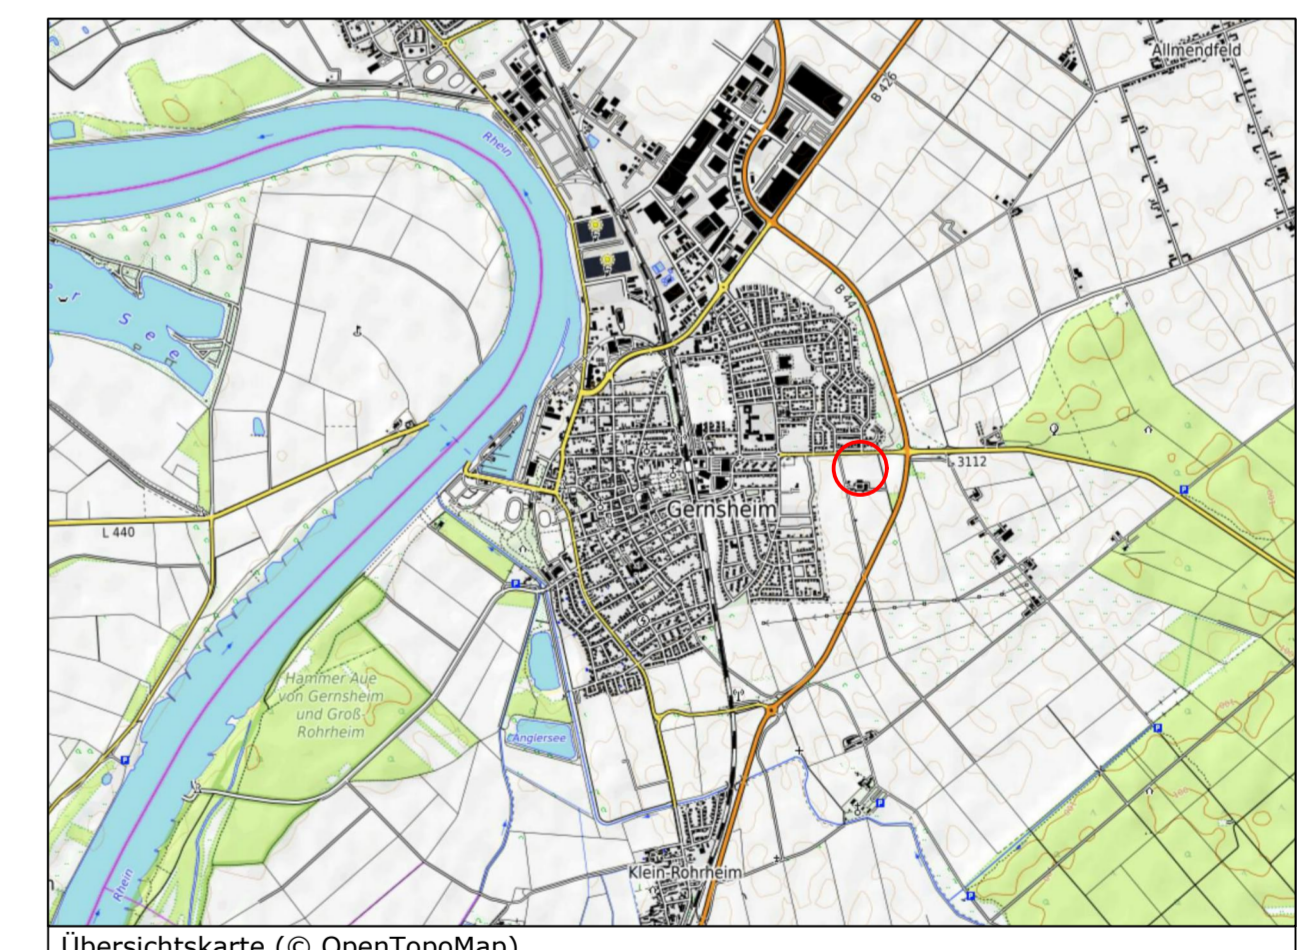 Allmendfeld
B 426
Rhein
e r
S e e
B 44
L 3112
Gernsheim
L 440
Hammer Aue
von Gernsheim
und Groß-
Rohrheim
Anglersee
Klein-Rohrheim
Rhein
Übersichtskarte (© OpenTopoMap)